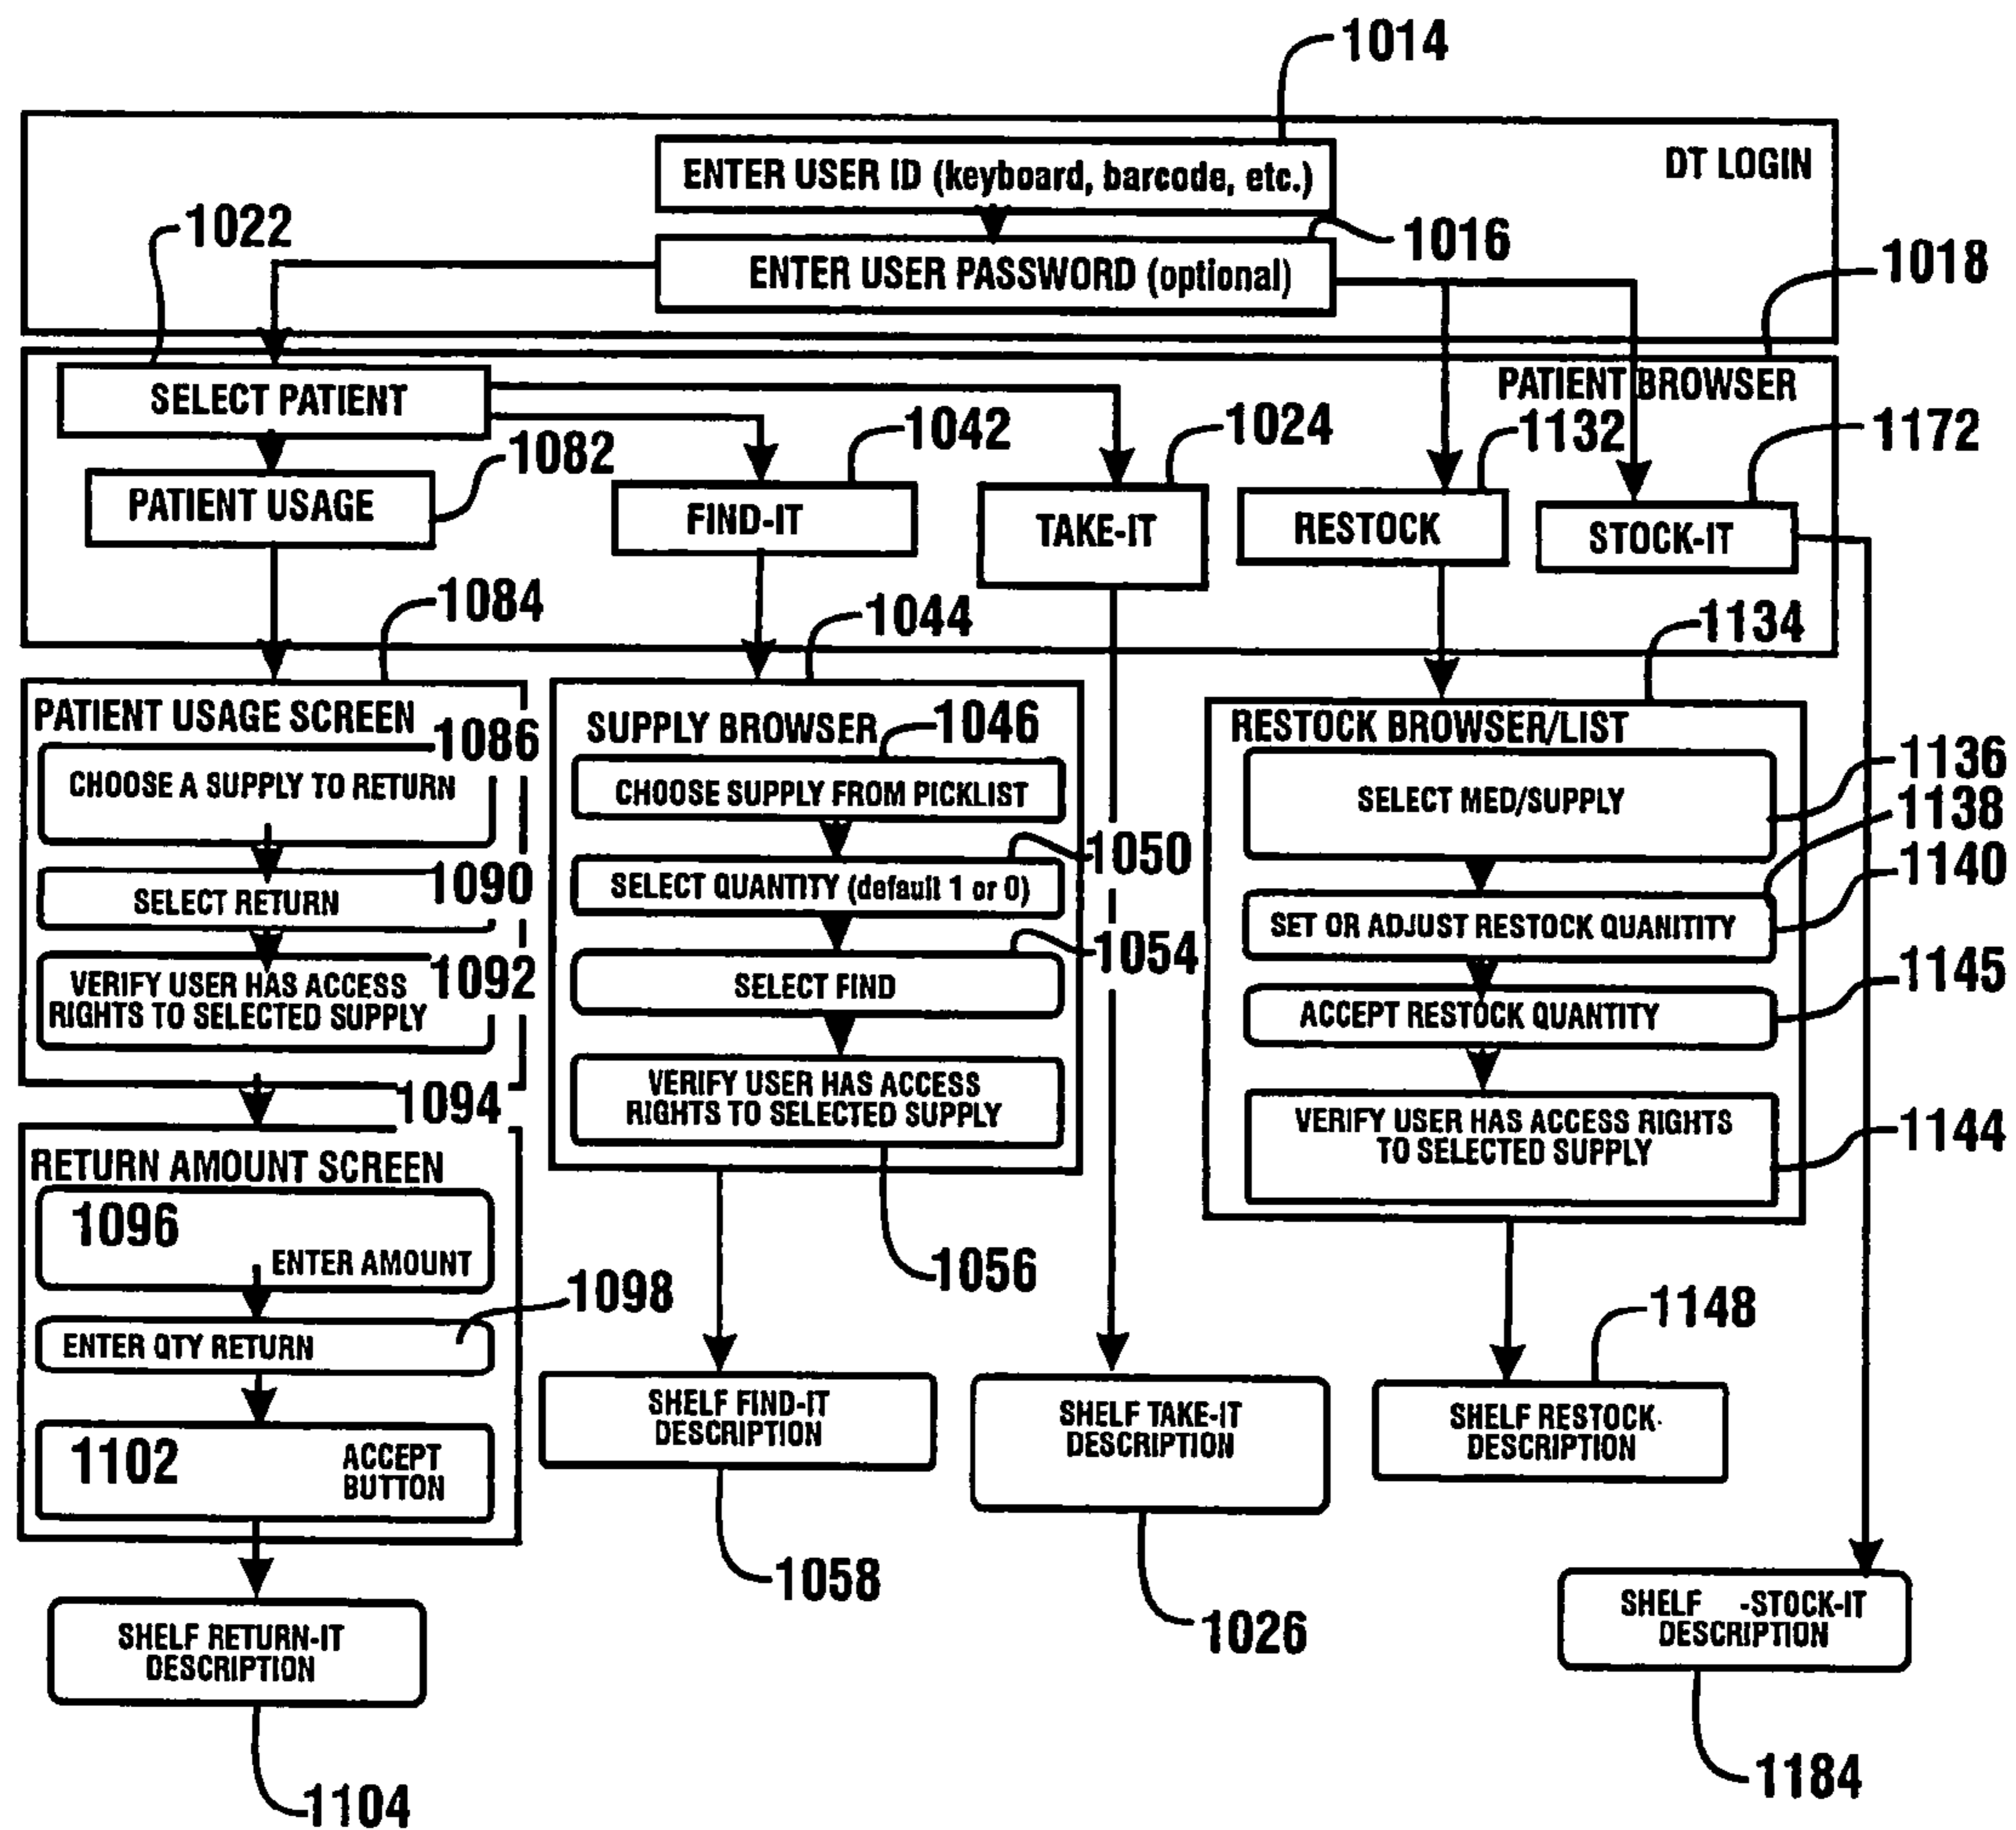 1014
DT LOGIN
ENTER USER ID (keyboard, barcode, etc.)
1022
1016
ENTER USER PASSWORD (optional)
1018
PATIENT BROWSER
SELECT PATIENT
1082
1042
1024
1132
1172
PATIENT USAGE
FIND-IT
TAKE-IT
RESTOCK
STOCK-IT
1084
1044
1134
PATIENT USAGE SCREEN
1086
CHOOSE A SUPPLY TO RETURN
1090
SELECT RETURN
1092
VERIFY USER HAS ACCESS
RIGHTS TO SELECTED SUPPLY
1094
RETURN AMOUNT SCREEN
1096
ENTER AMOUNT
1098
ENTER QTY RETURN
1102
ACCEPT
BUTTON
SHELF RETURN-IT
DESCRIPTION
1104
SUPPLY BROWSER
1046
CHOOSE SUPPLY FROM PICKLIST
1050
SELECT QUANTITY (default 1 or 0)
1054
SELECT FIND
VERIFY USER HAS ACCESS
RIGHTS TO SELECTED SUPPLY
1056
SHELF FIND-IT
DESCRIPTION
1058
SHELF TAKE-IT
DESCRIPTION
1026
RESTOCK BROWSER/LIST
1136
SELECT MED/SUPPLY
1138
1140
SET OR ADJUST RESTOCK QUANITITY
1145
ACCEPT RESTOCK QUANTITY
1144
VERIFY USER HAS ACCESS RIGHTS
TO SELECTED SUPPLY
1148
SHELF RESTOCK
DESCRIPTION
SHELF -STOCK-IT
DESCRIPTION
1184